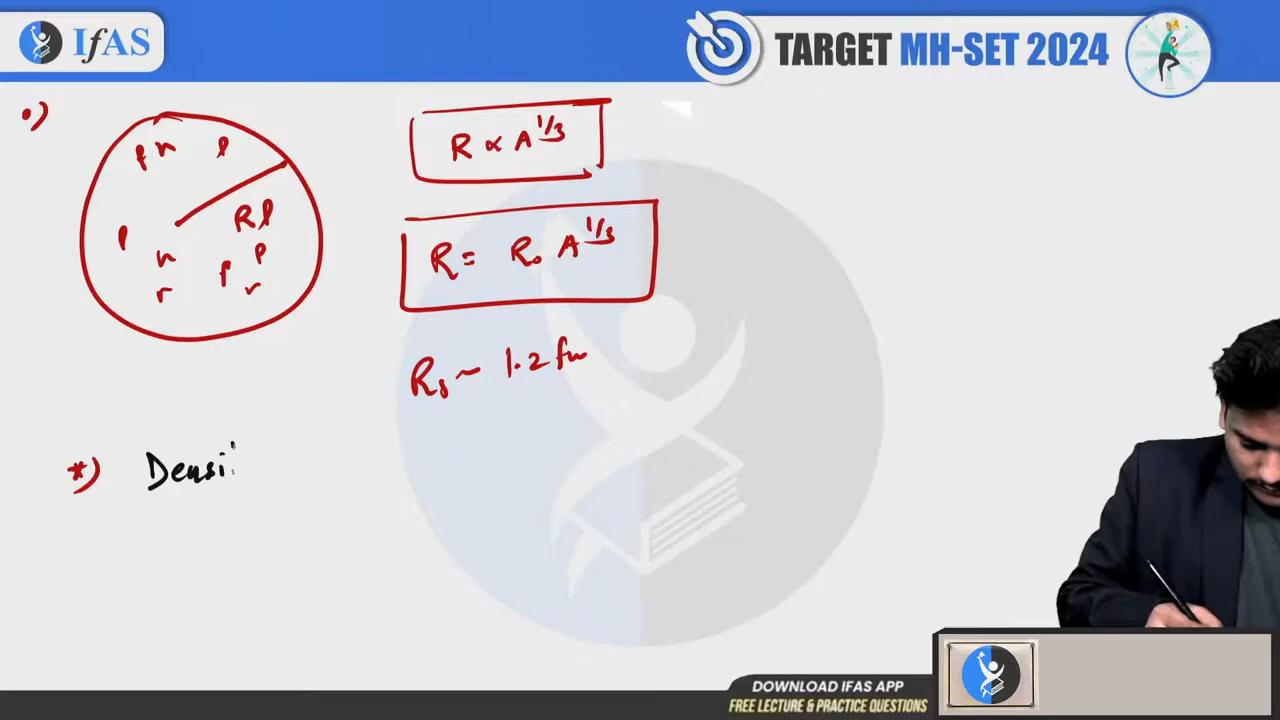 IfAS
TARGET MH-SET 2024
R ∝ A^1/3
R = R₀ A^1/3
R₀ ~ 1.2 fm
*) Densi
DOWNLOAD IFAS APP
FREE LECTURE & PRACTICE QUESTIONS